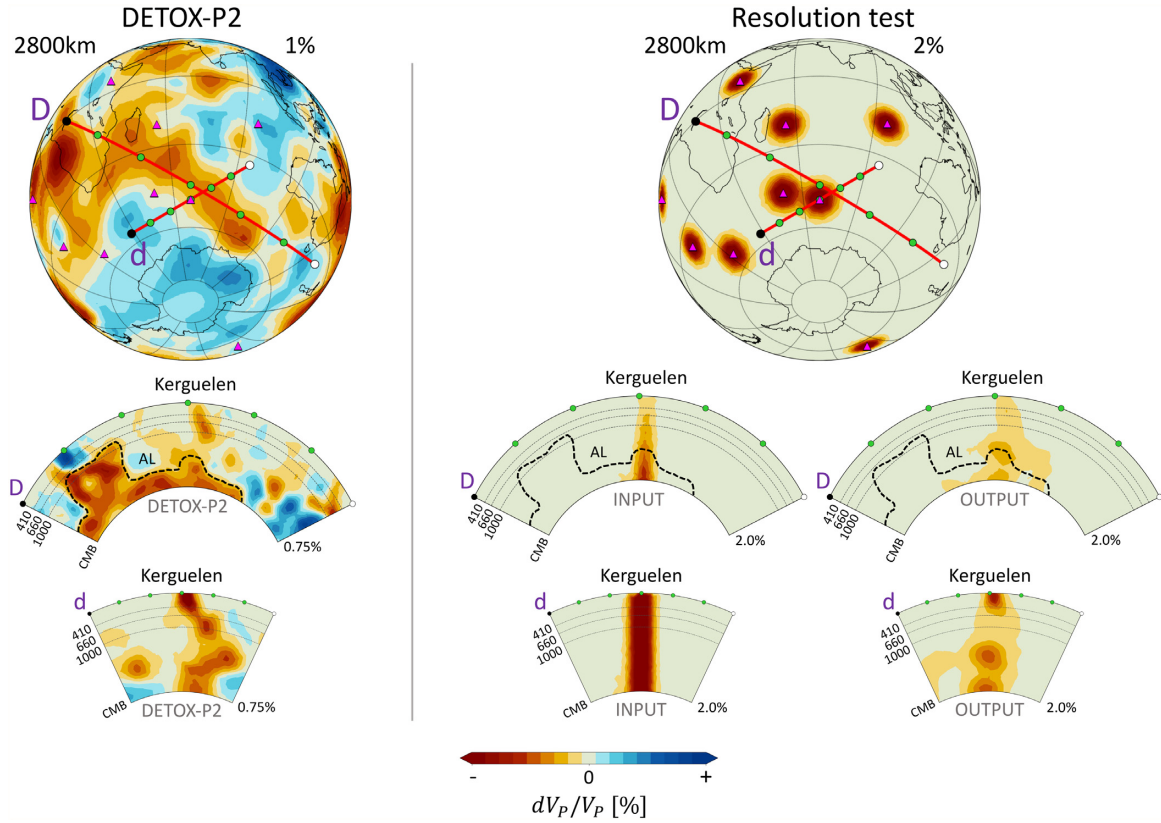 DETOX-P2
Resolution test
2800km
1%
2800km
2%
D
d
D
d
Kerguelen
AL
D
410
660
1000
CMB
DETOX-P2
0.75%
Kerguelen
AL
D
410
660
1000
CMB
INPUT
2.0%
Kerguelen
AL
D
410
660
1000
CMB
OUTPUT
2.0%
Kerguelen
d
410
660
1000
CMB
DETOX-P2
0.75%
Kerguelen
d
410
660
1000
CMB
INPUT
2.0%
Kerguelen
d
410
660
1000
CMB
OUTPUT
2.0%
- 0 +
dV_P/V_P [%]